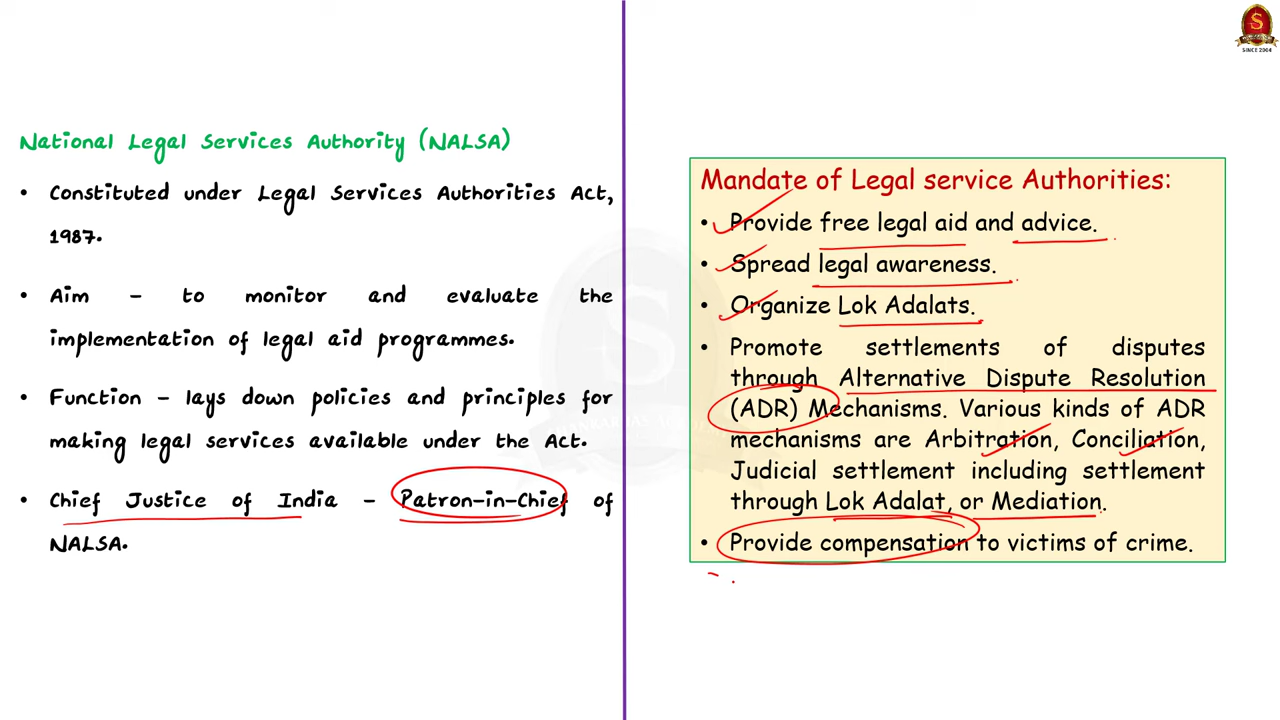 National Legal Services Authority (NALSA)
• Constituted under Legal Services Authorities Act,
1987.
• Aim – to monitor and evaluate the
implementation of legal aid programmes.
• Function – lays down policies and principles for
making legal services available under the Act.
• Chief Justice of India – Patron-in-Chief of
NALSA.
Mandate of Legal service Authorities:
• Provide free legal aid and advice.
• Spread legal awareness.
• Organize Lok Adalats.
• Promote settlements of disputes
through Alternative Dispute Resolution
(ADR) Mechanisms. Various kinds of ADR
mechanisms are Arbitration, Conciliation,
Judicial settlement including settlement
through Lok Adalat, or Mediation.
• Provide compensation to victims of crime.
S
SINCE 2004